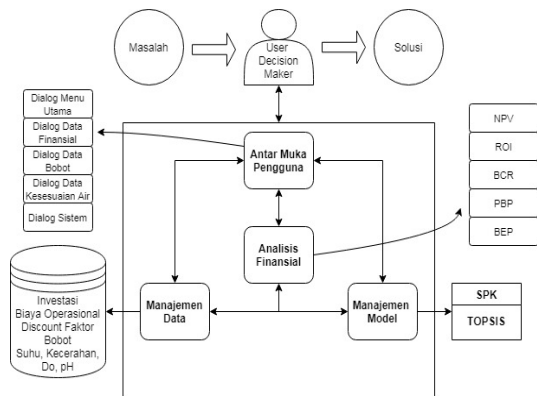 Masalah
User
Decision
Maker
Solusi
Dialog Menu
Utama
Dialog Data
Finansial
Dialog Data
Bobot
Dialog Data
Kesesuaian Air
Dialog Sistem
Antar Muka
Pengguna
NPV
ROI
BCR
PBP
BEP
Analisis
Finansial
Investasi
Biaya Operasional
Discount Faktor
Bobot
Suhu, Kecerahan,
Do, pH
Manajemen
Data
Manajemen
Model
SPK
TOPSIS